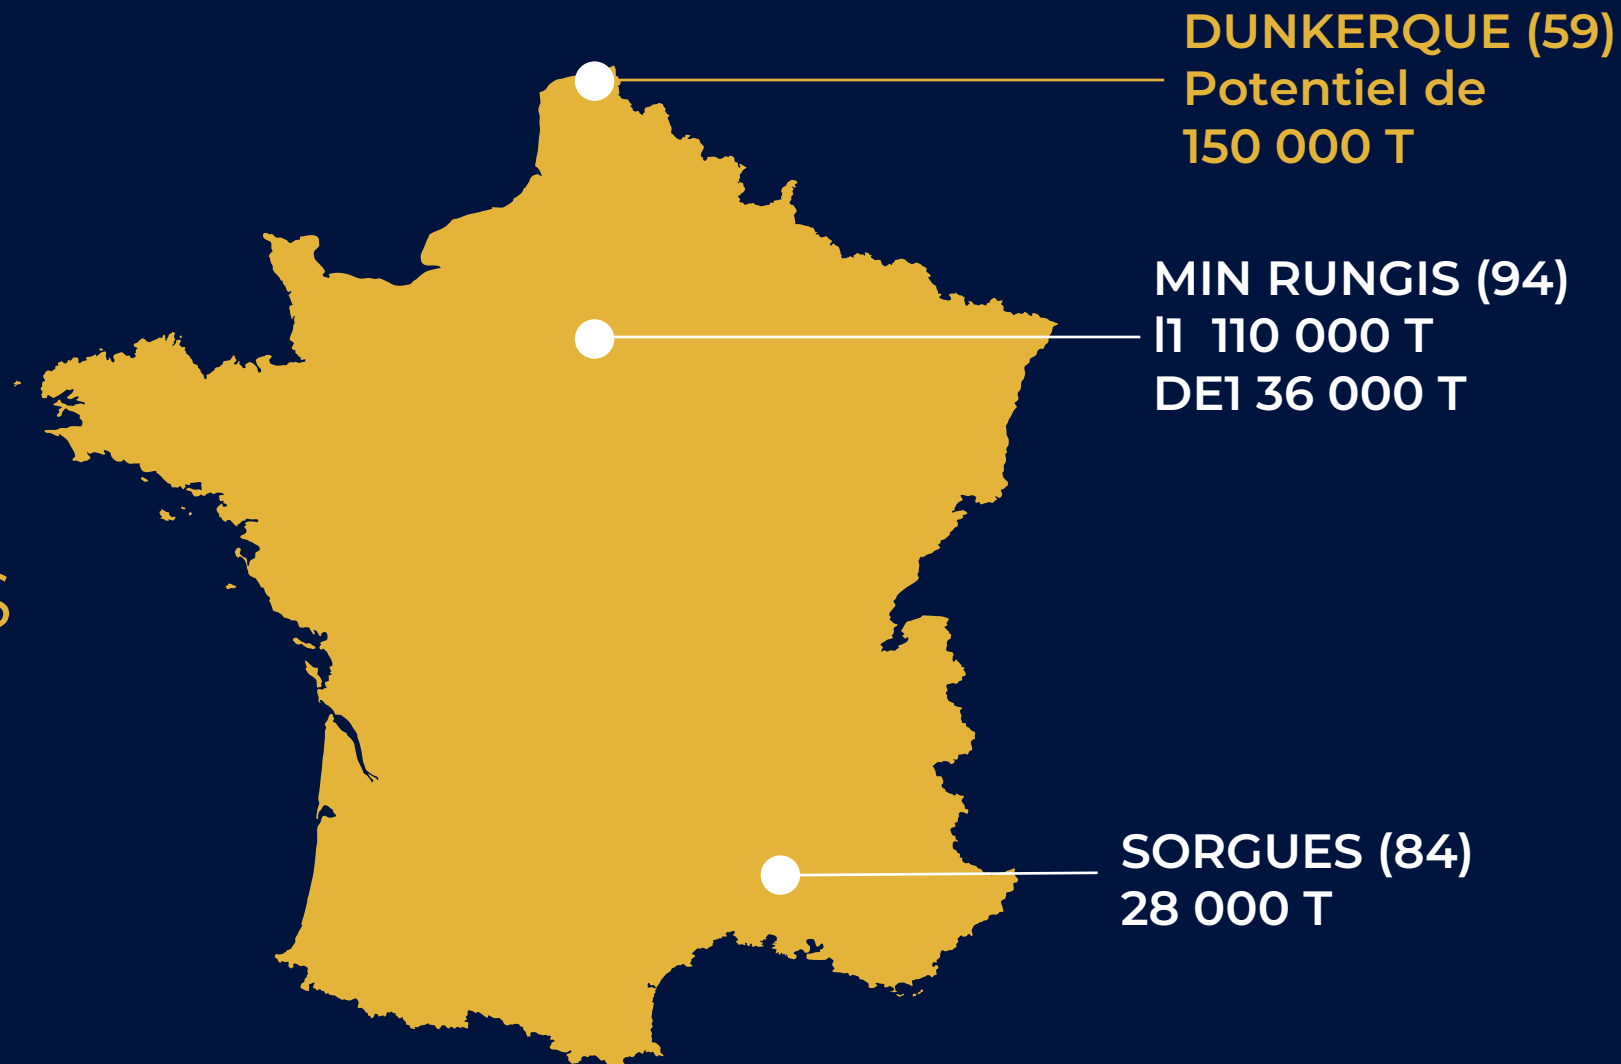 DUNKERQUE (59)
Potentiel de
150 000 T
MIN RUNGIS (94)
I1 110 000 T
DE1 36 000 T
S
SORGUES (84)
28 000 T